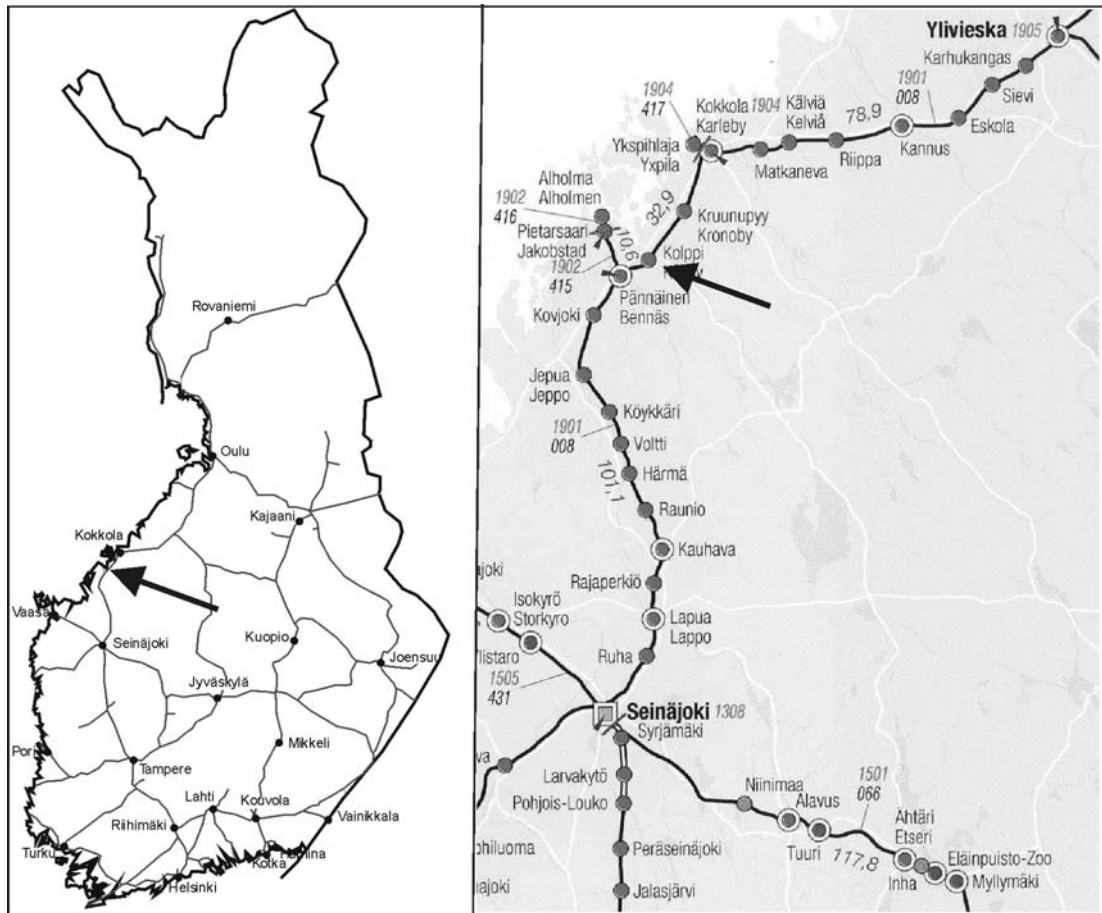 Rovaniemi
Oulu
Kajaani
Kokkola
Vaasa
Seinäjoki
Kuopio
Joensuu
Jyväskylä
Mikkeli
Pori
Tampere
Lahti
Kouvola
Vainikkala
Riihimäki
Turku
Kotka
Helsinki
Ylivieska 1905
Karhukangas
1901
008
Sievi
Eskola
78,9
Kannus
Riippa
Kälviä
Kelviå
1904
Matkaneva
Kokkola
Karleby
1904
417
Ykspihlaja
Yxpila
32,9
Kruunupyy
Kronoby
Alholma
Alholmen
1902
416
Pietarsaari
Jakobstad
10,6
Kolppi
1902
415
Pännäinen
Bennäs
Kovjoki
Jepua
Jeppo
Köykkäri
1901
008
Voltti
Härmä
101,1
Raunio
Kauhava
Rajaperkiö
Lapua
Lappo
Ruha
ajoki
Isokyrö
Storkyro
listaro
1505
431
Seinäjoki 1308
Syrjämäki
va
Larvakytö
Pohjois-Louko
Niinimaa
Alavus
1501
066
Tuuri
Ähtäri
Etseri
117,8
Inha
Eläinpuisto-Zoo
Myllymäki
hiluoma
Peräseinäjoki
najoki
Jalasjärvi